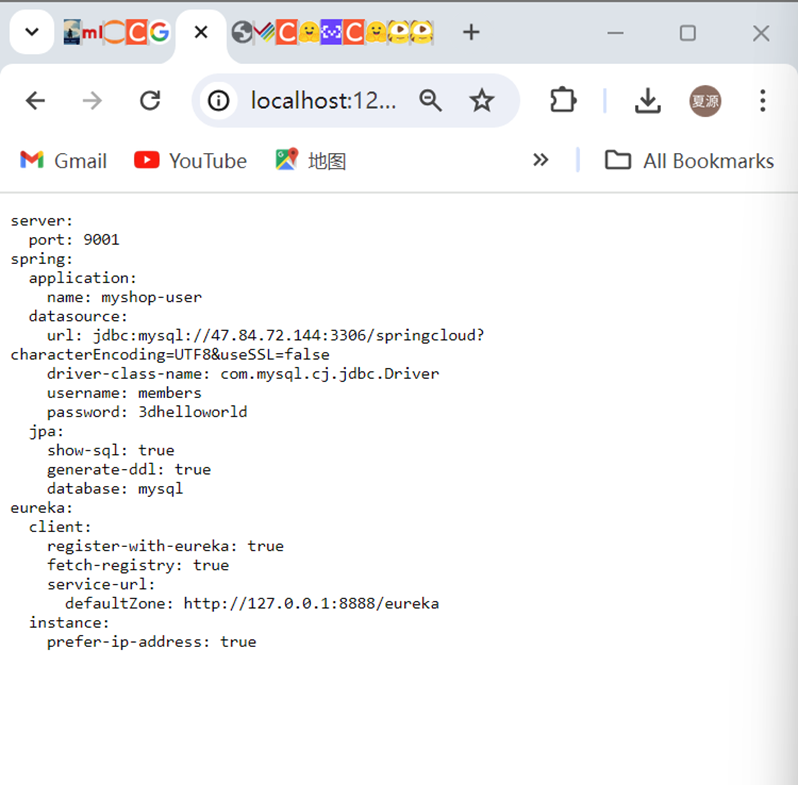 mi
localhost:12...
夏源
Gmail
YouTube
地图
All Bookmarks
server:
  port: 9001
spring:
  application:
    name: myshop-user
  datasource:
    url: jdbc:mysql://47.84.72.144:3306/springcloud?
characterEncoding=UTF8&useSSL=false
    driver-class-name: com.mysql.cj.jdbc.Driver
    username: members
    password: 3dhelloworld
  jpa:
    show-sql: true
    generate-ddl: true
    database: mysql
eureka:
  client:
    register-with-eureka: true
    fetch-registry: true
    service-url:
      defaultZone: http://127.0.0.1:8888/eureka
  instance:
    prefer-ip-address: true